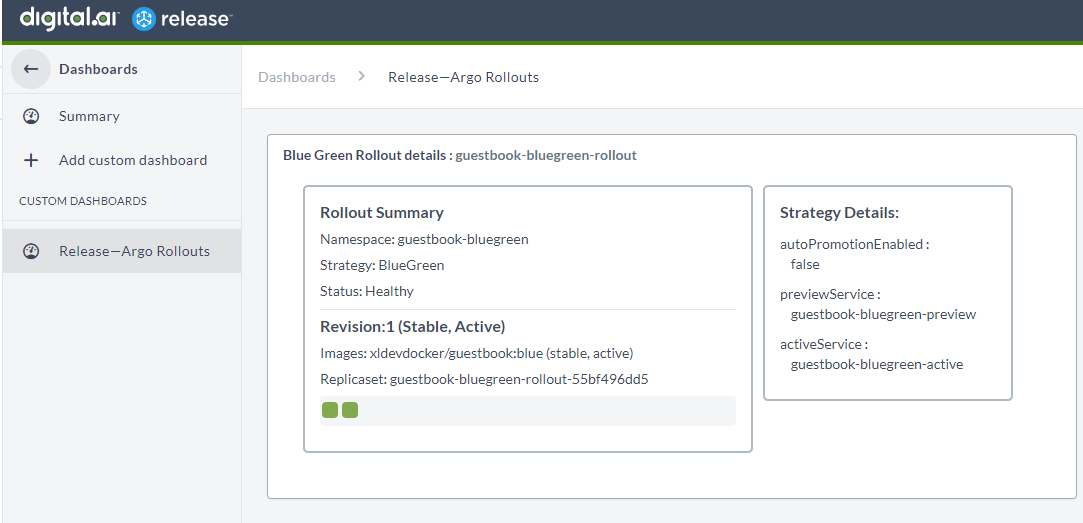 digital.ai release™
Dashboards
Summary
Add custom dashboard
CUSTOM DASHBOARDS
Release—Argo Rollouts
Dashboards > Release—Argo Rollouts
Blue Green Rollout details : guestbook-bluegreen-rollout
Rollout Summary
Namespace: guestbook-bluegreen
Strategy: BlueGreen
Status: Healthy
Revision:1 (Stable, Active)
Images: xldevdocker/guestbook:blue (stable, active)
Replicaset: guestbook-bluegreen-rollout-55bf496dd5
Strategy Details:
autoPromotionEnabled :
false
previewService :
guestbook-bluegreen-preview
activeService :
guestbook-bluegreen-active